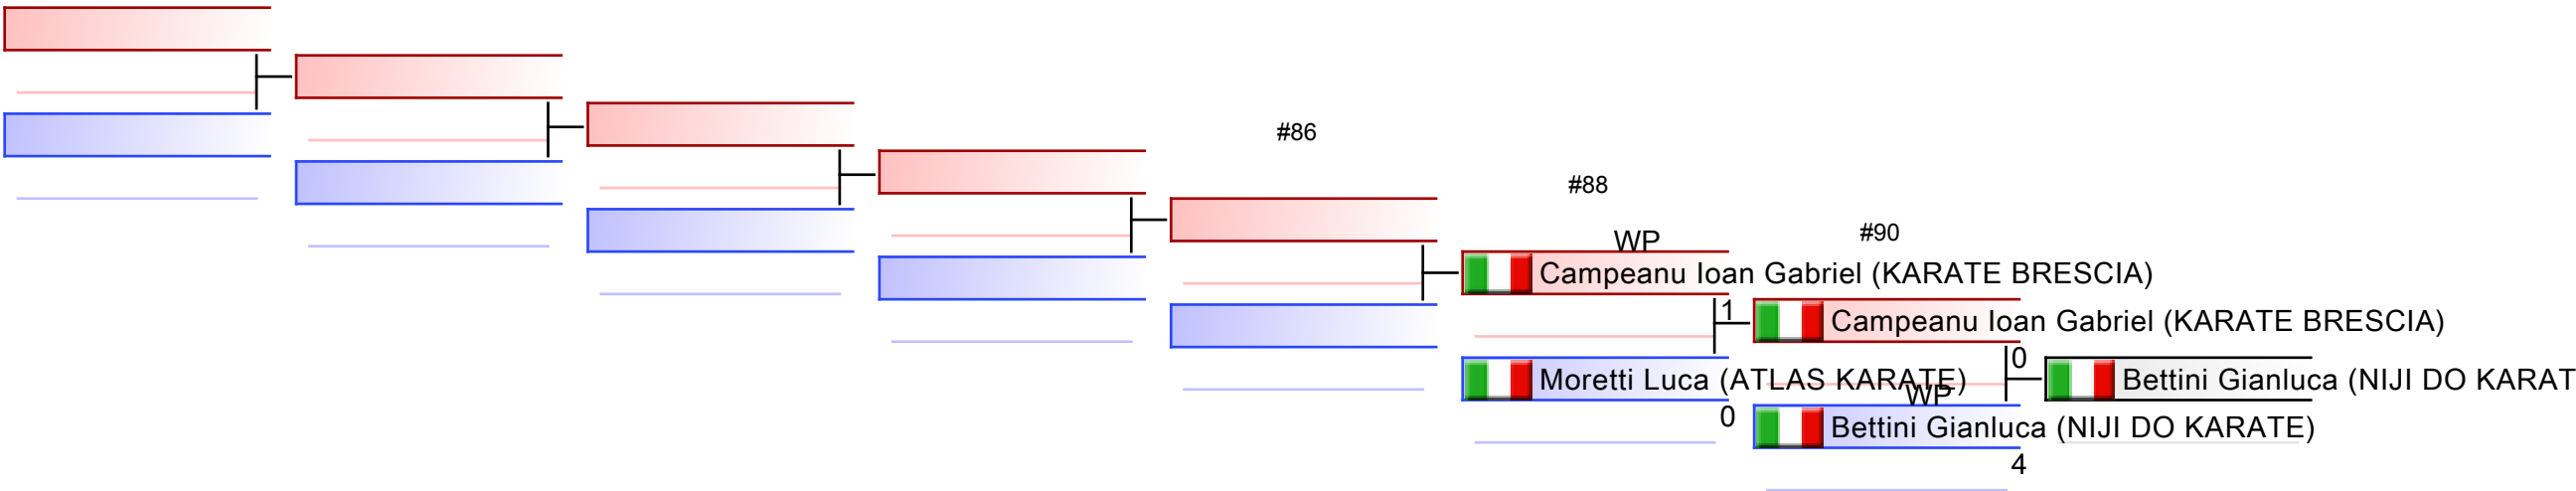 #86
#88
#90
WP
Campeanu Ioan Gabriel (KARATE BRESCIA)
1
Campeanu Ioan Gabriel (KARATE BRESCIA)
0
Moretti Luca (ATLAS KARATE)
Bettini Gianluca (NIJI DO KARAT
WP
0
Bettini Gianluca (NIJI DO KARATE)
4